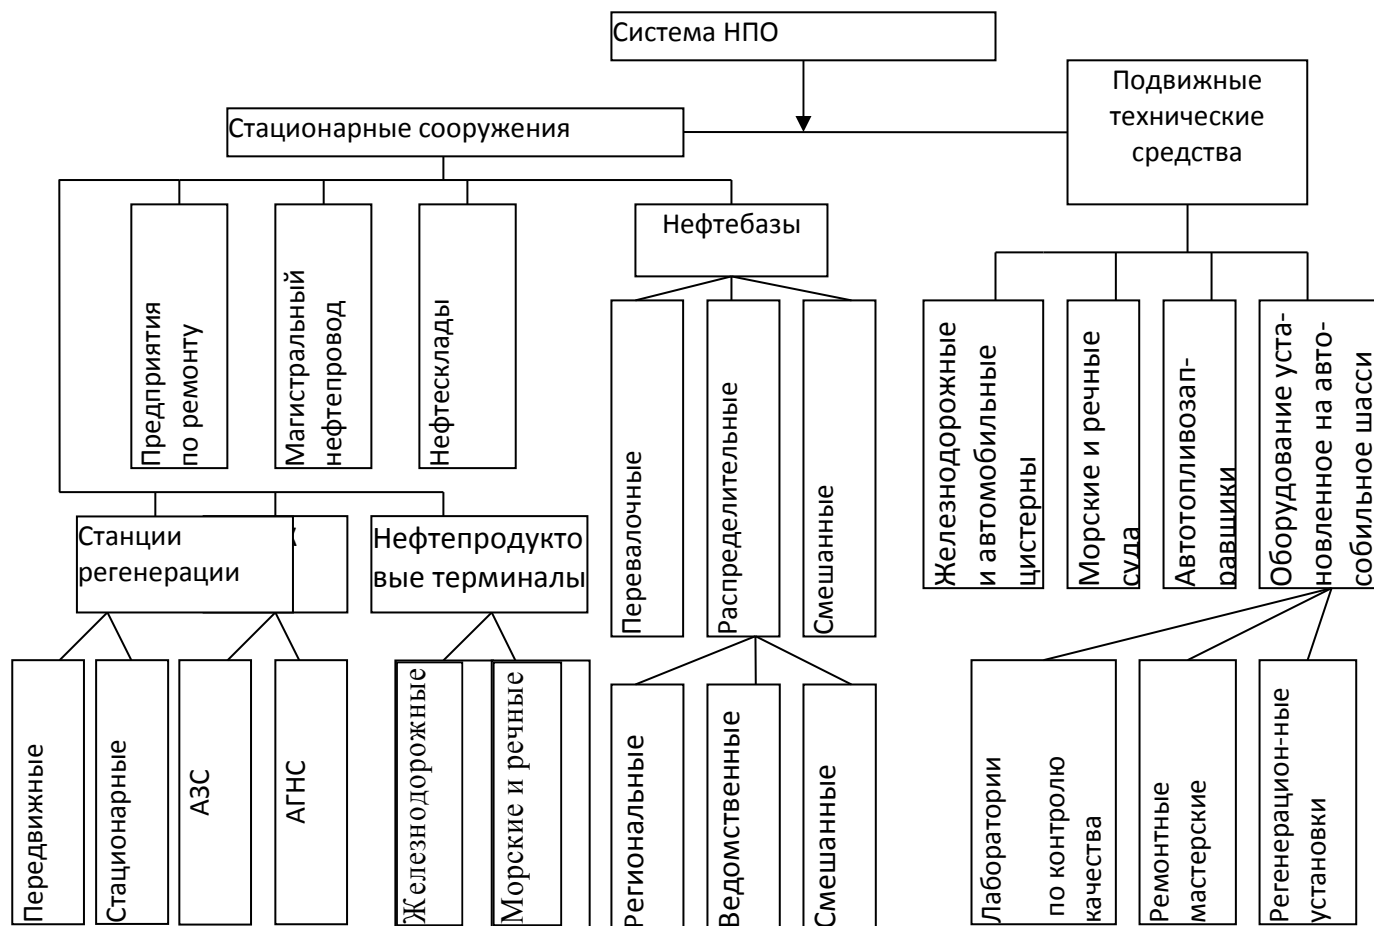 Система НПО
Подвижные
технические
средства
Стационарные сооружения
Нефтебазы
Предприятия
по ремонту
Магистральный
нефтепровод
Нефтесклады
Перевалочные
Распределительные
Смешанные
Железнодорожные
и автомобильные
цистерны
Морские и речные
суда
Автотопливозап-
равщики
Оборудование уста-
новленное на авто-
собильное шасси
Станции
регенерации
Нефтепродукто
вые терминалы
Передвижные
Стационарные
АЗС
АГНС
Железнодорожные
Морские и речные
Региональные
Ведомственные
Смешанные
Лаборатории
по контролю
качества
Ремонтные
мастерские
Регенерацион-ные
установки